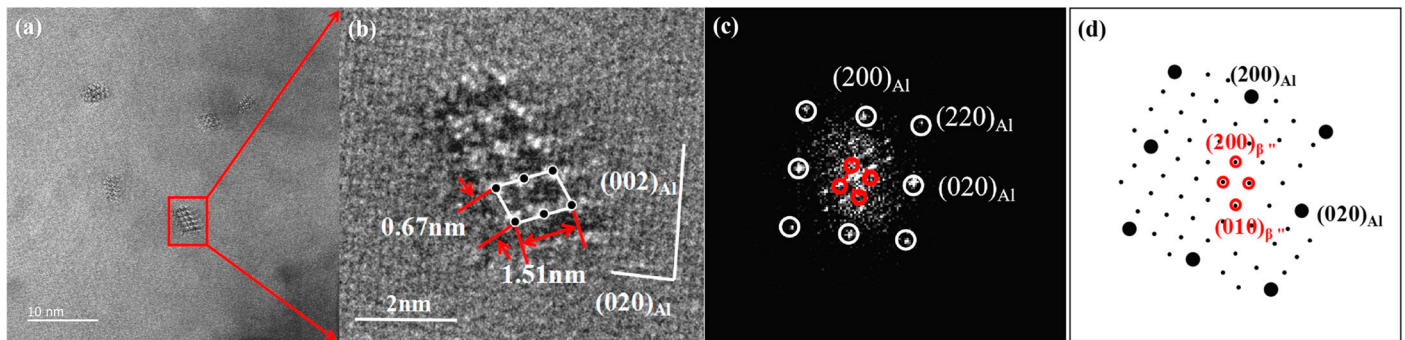 (a)
10 nm
(b)
(002)Al
0.67nm
1.51nm
2nm
(020)Al
(c)
(200)Al
(220)Al
(020)Al
(d)
(200)Al
(200)β"
(010)β"
(020)Al